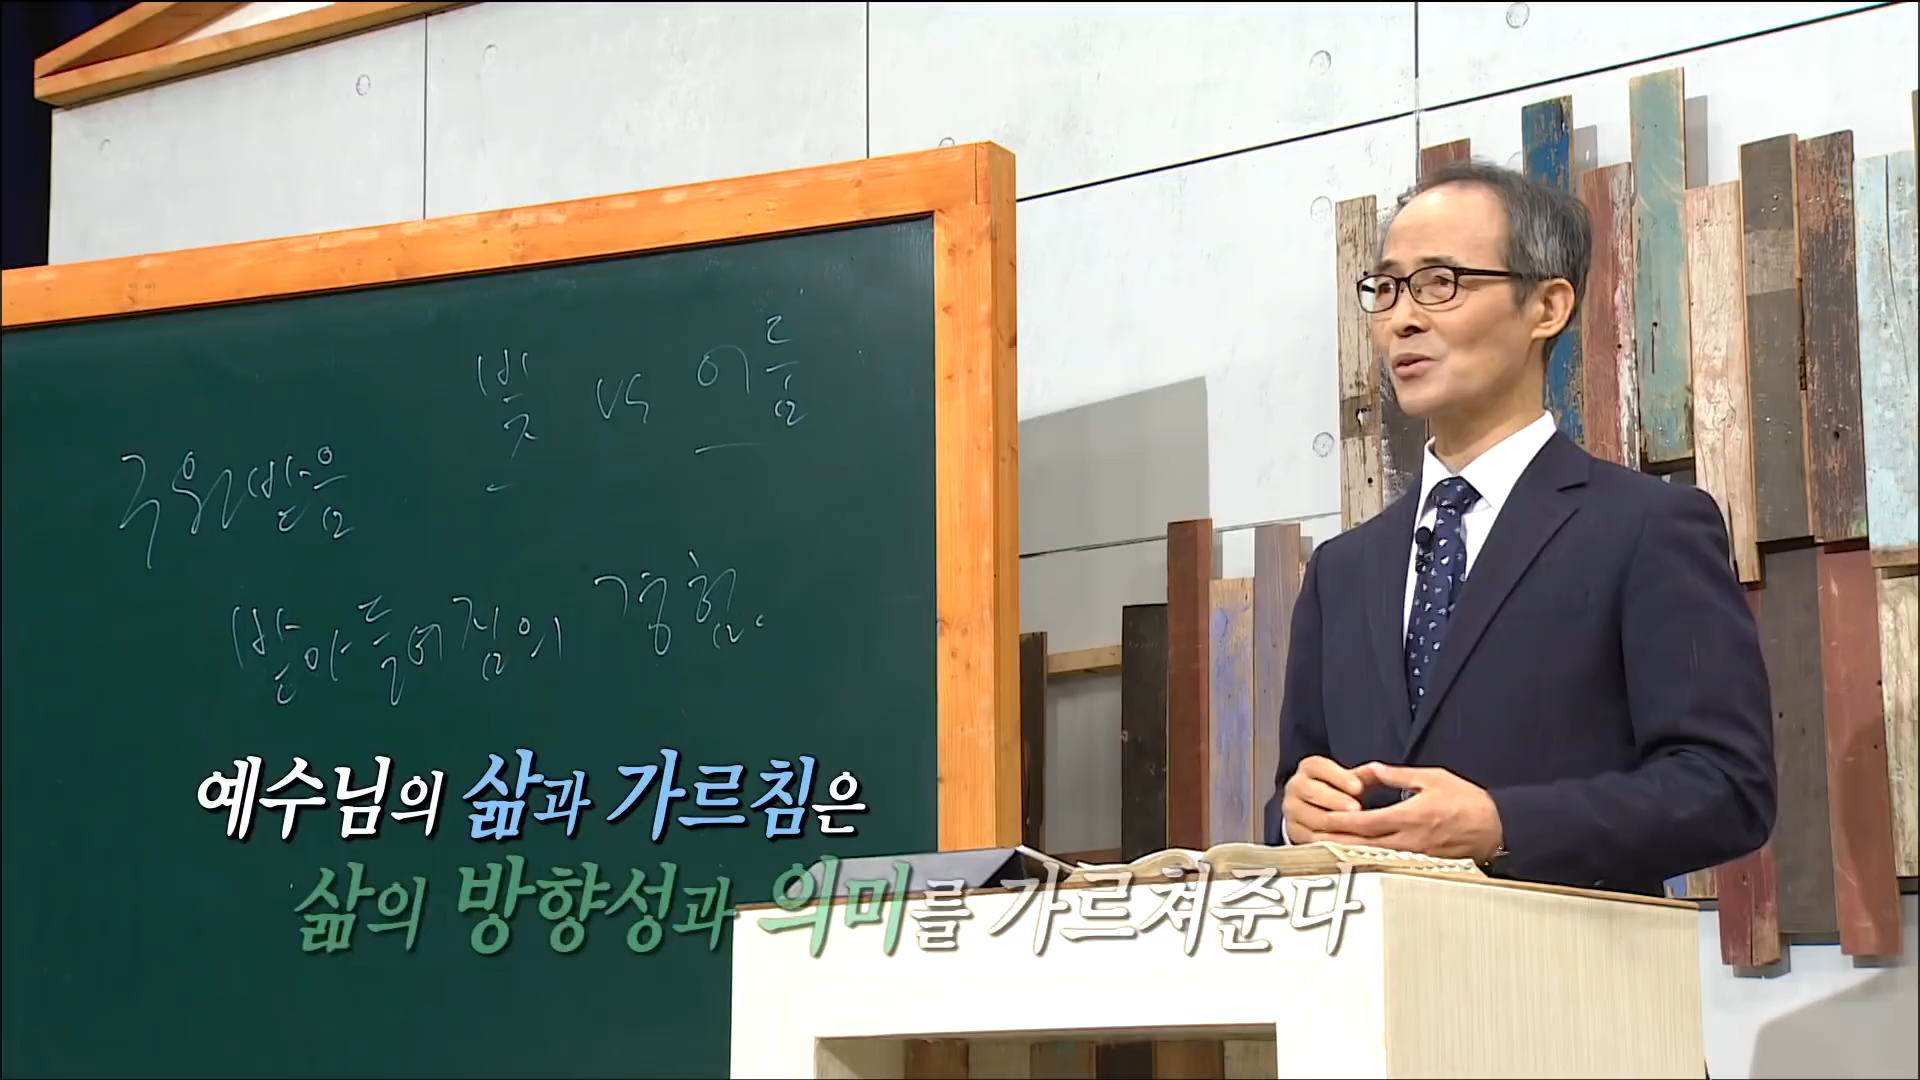 빛 vs 어듬
구원받음
받아들여짐의 경험.
예수님의 삶과 가르침은
삶의 방향성과 의미를 가르쳐준다